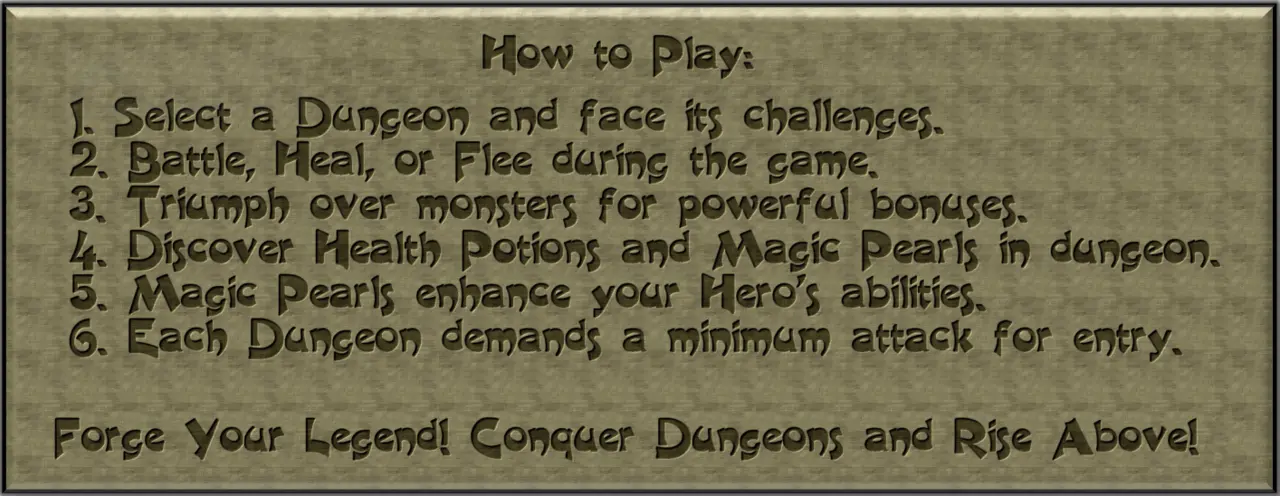 How to Play:
1. Select a Dungeon and face its challenges.
2. Battle, Heal, or Flee during the game.
3. Triumph over monsters for powerful bonuses.
4. Discover Health Potions and Magic Pearls in dungeon.
5. Magic Pearls enhance your Hero's abilities.
6. Each Dungeon demands a minimum attack for entry.
Forge Your Legend! Conquer Dungeons and Rise Above!